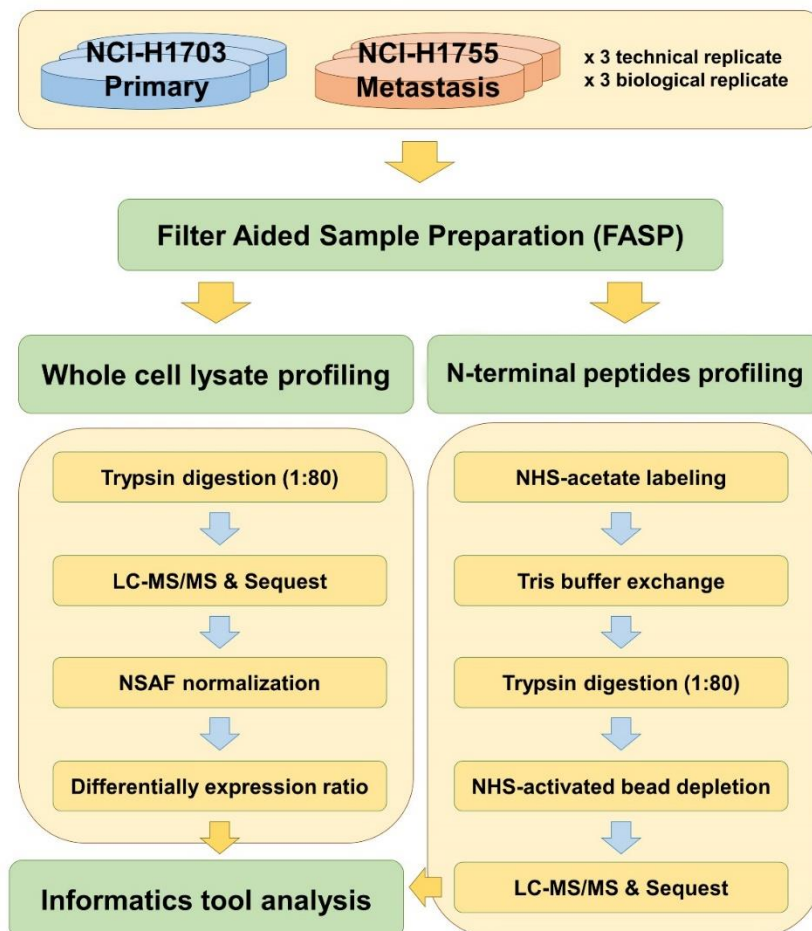 NCI-H1703
Primary
NCI-H1755
Metastasis
x 3 technical replicate
x 3 biological replicate
Filter Aided Sample Preparation (FASP)
Whole cell lysate profiling
Trypsin digestion (1:80)
LC-MS/MS & Sequest
NSAF normalization
Differentially expression ratio
N-terminal peptides profiling
NHS-acetate labeling
Tris buffer exchange
Trypsin digestion (1:80)
NHS-activated bead depletion
LC-MS/MS & Sequest
Informatics tool analysis